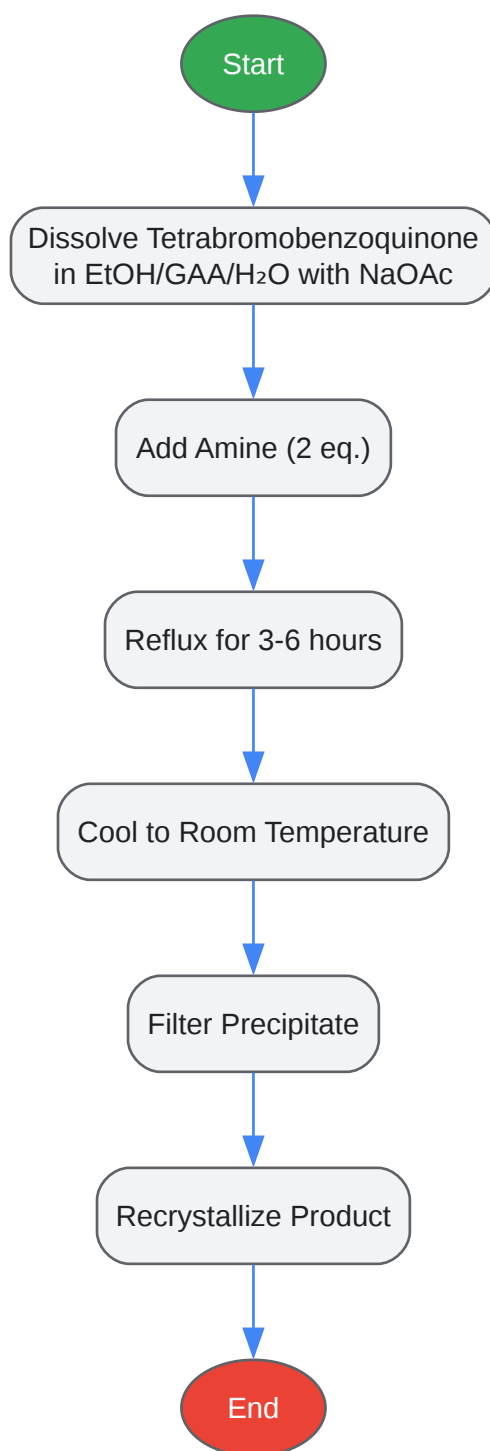 Start
Dissolve Tetrabromobenzoquinone
in EtOH/GAA/H₂O with NaOAc
Add Amine (2 eq.)
Reflux for 3-6 hours
Cool to Room Temperature
Filter Precipitate
Recrystallize Product
End